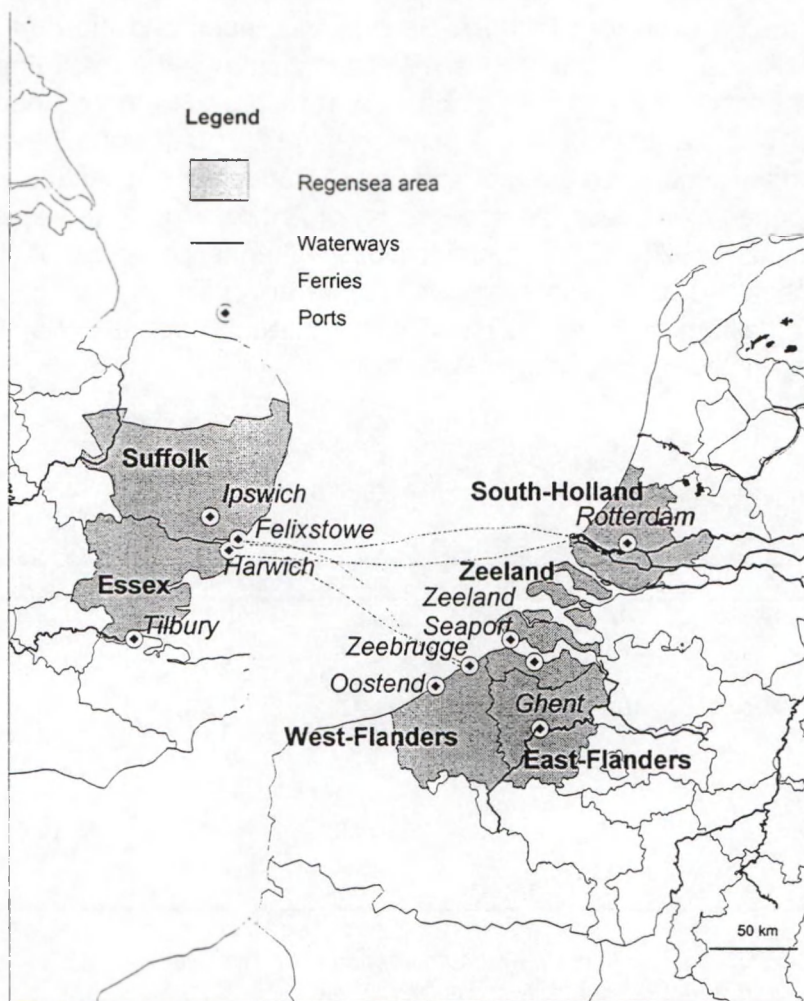 Legend
Regensea area
Waterways
Ferries
Ports
Suffolk
Ipswich
Felixstowe
Harwich
Essex
Tilbury
South-Holland
Rotterdam
Zeeland
Zeeland
Seaport
Zeebrugge
Oostend
Ghent
West-Flanders
East-Flanders
50 km